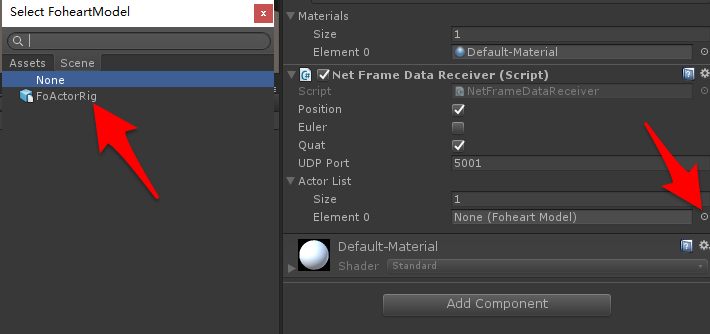 Select FoheartModel
x
Assets Scene
None
FoActorRig
Materials
Size 1
Element 0 Default-Material
Net Frame Data Receiver (Script)
Script NetFrameDataReceiver
Position
Euler
Quat
UDP Port 5001
Actor List
Size 1
Element 0 None (Foheart Model)
Default-Material
Shader Standard
Add Component